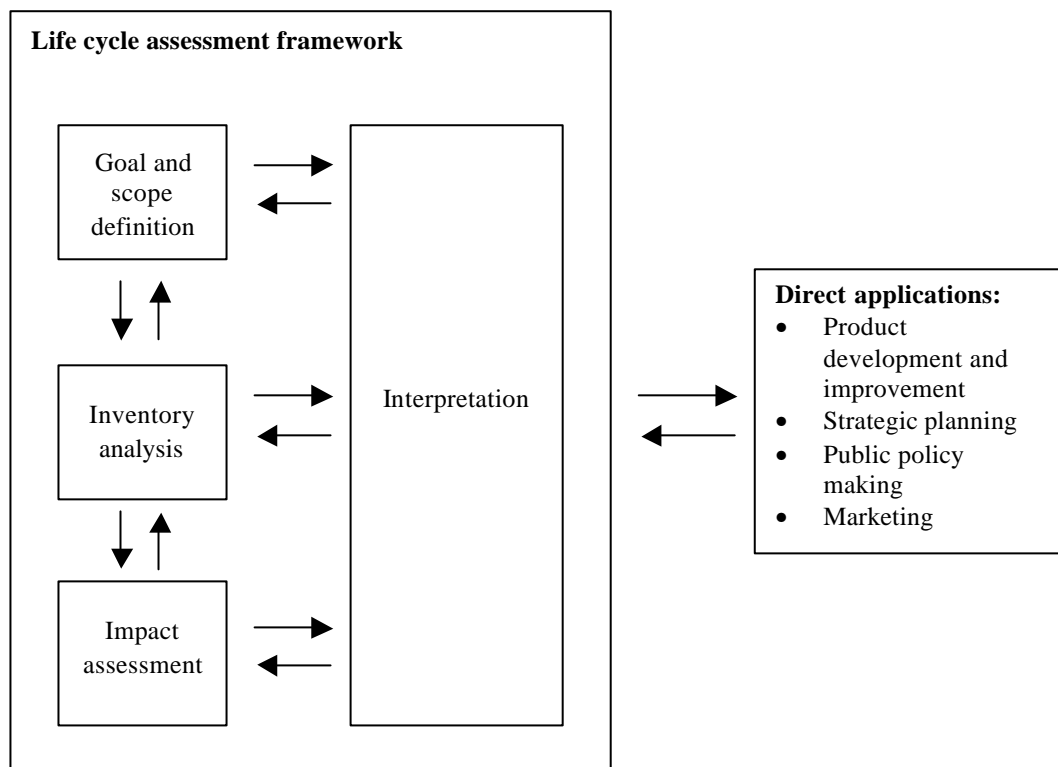 Life cycle assessment framework
Goal and
scope
definition
Inventory
analysis
Impact
assessment
Interpretation
Direct applications:
• Product
development and
improvement
• Strategic planning
• Public policy
making
• Marketing